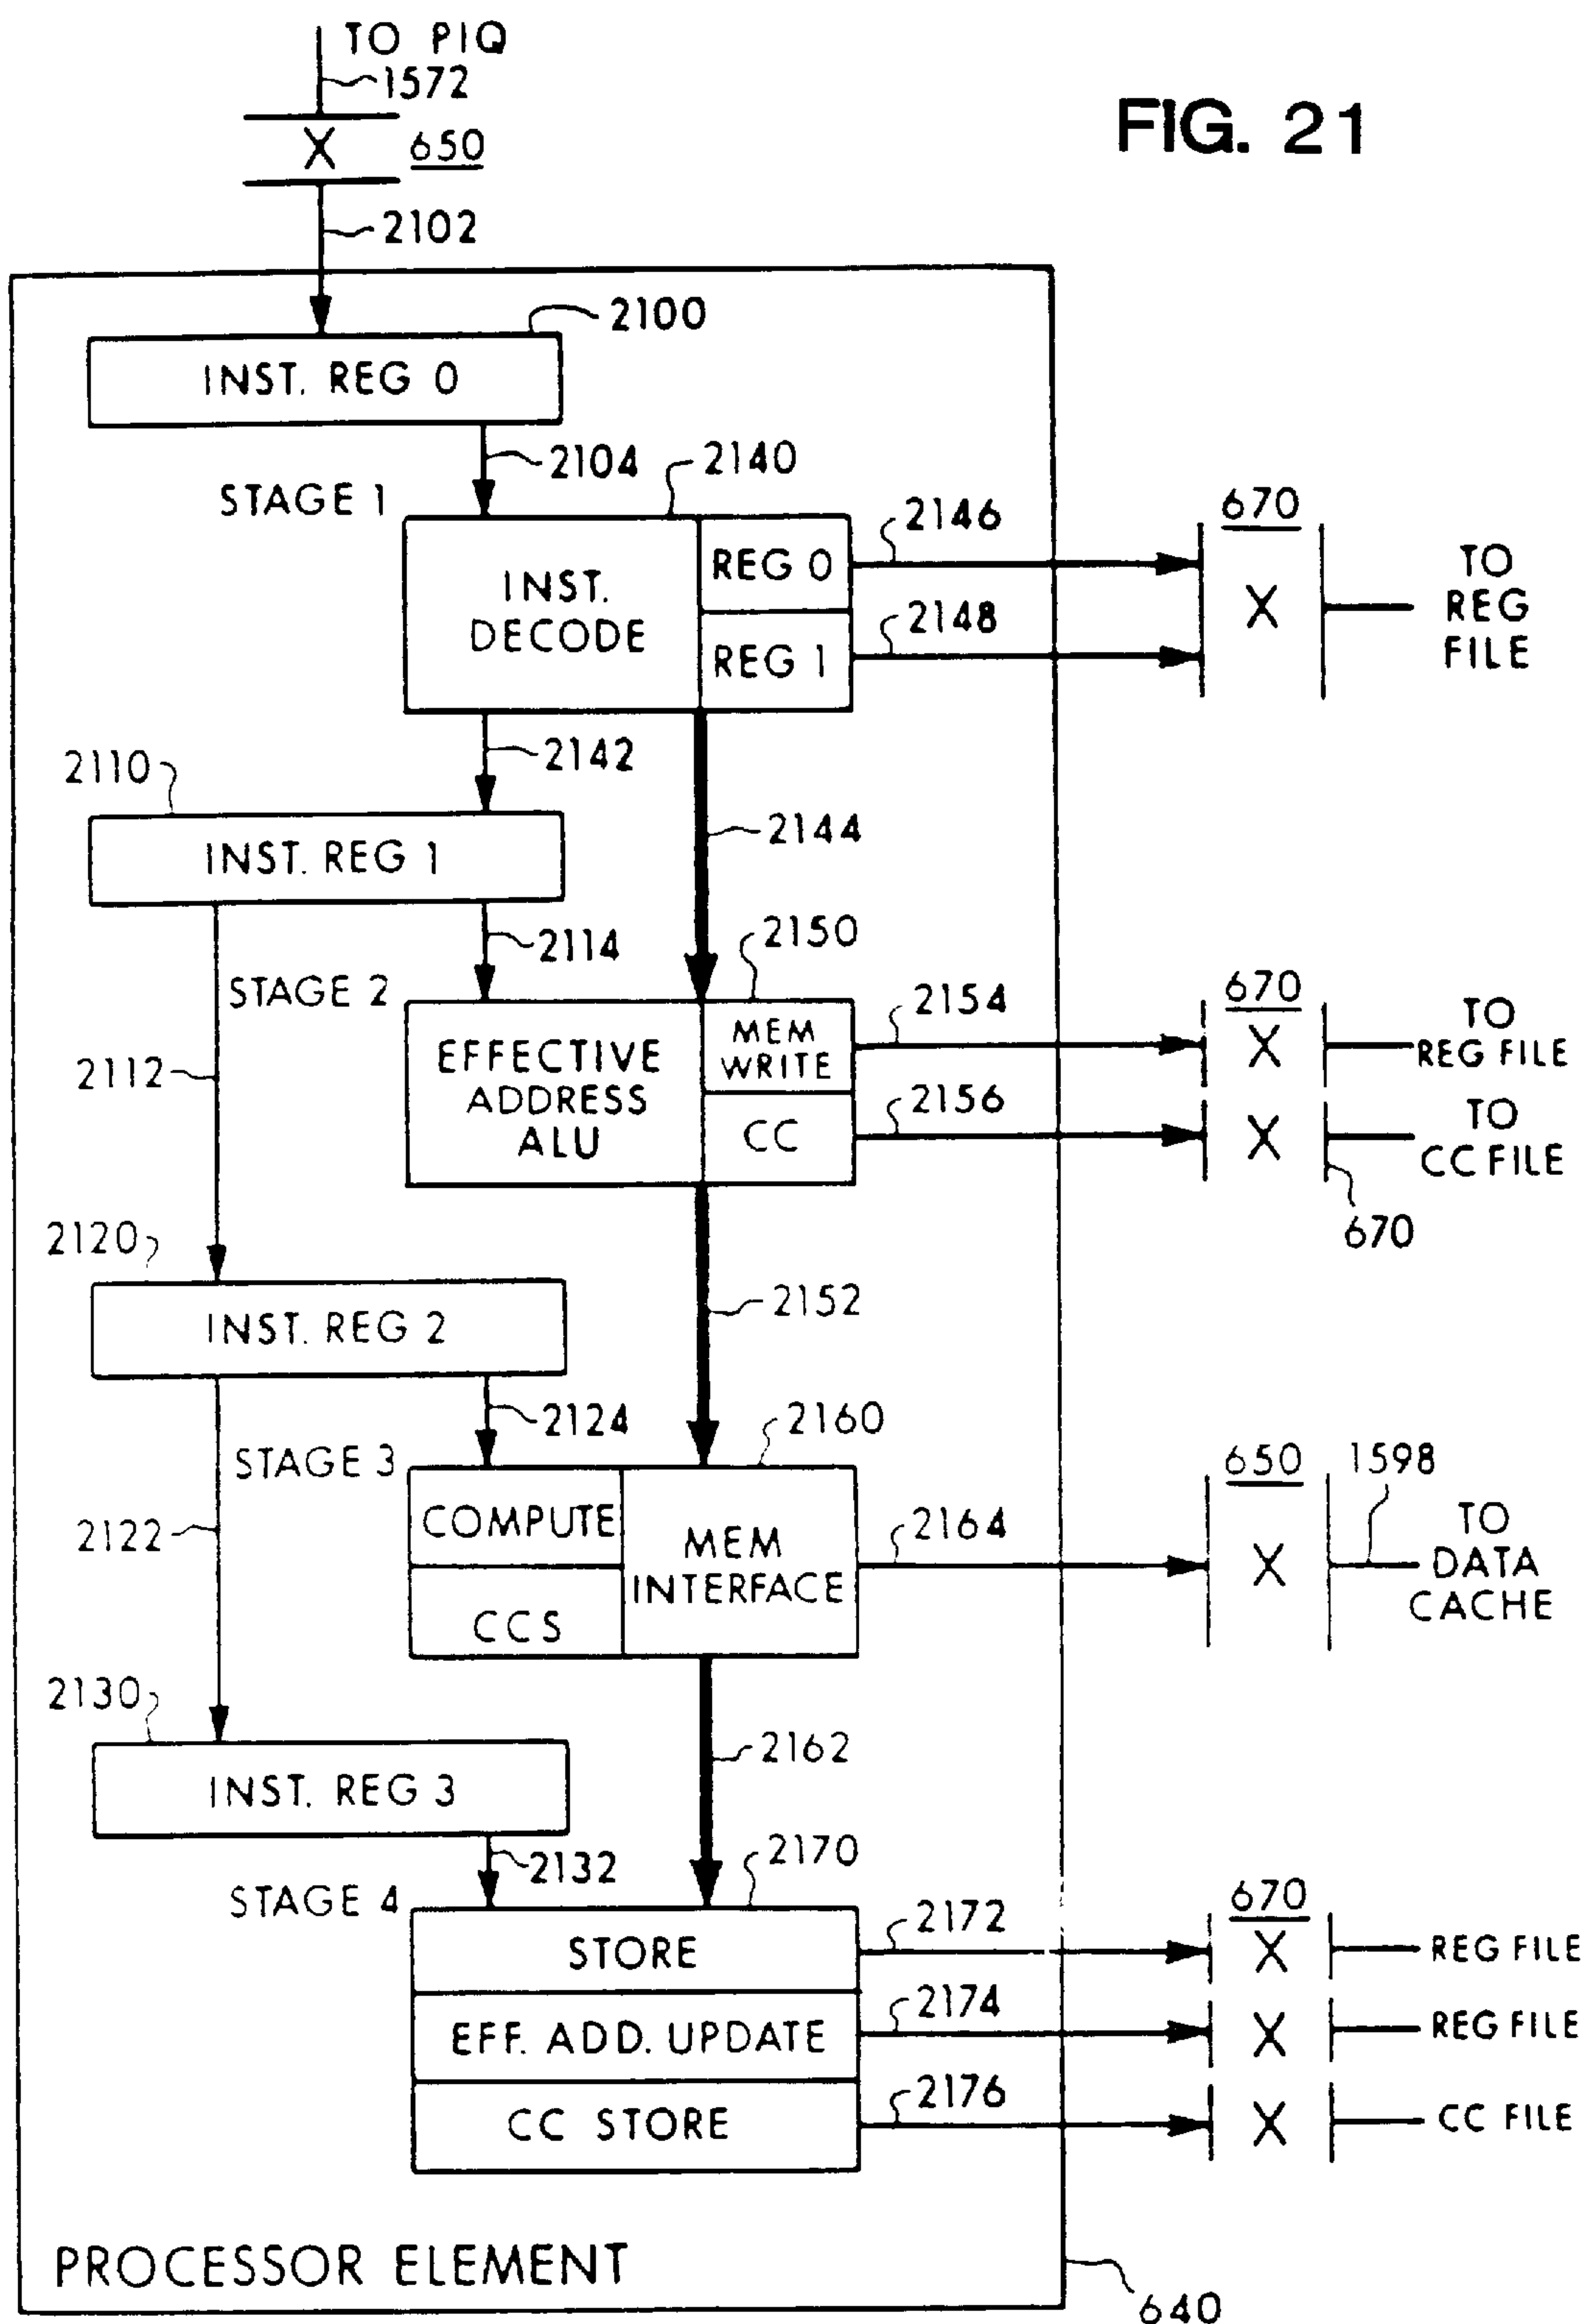 TO PIQ
1572
FIG. 21
X 650
2102
2100
INST. REG 0
2104
2140
STAGE 1
INST.
DECODE
REG 0
REG 1
2146
2148
670
X
TO
REG
FILE
2142
2110
2144
INST. REG 1
2114
2150
STAGE 2
2112
EFFECTIVE
ADDRESS
ALU
MEM
WRITE
CC
2154
2156
670
X
TO
REG FILE
X
TO
CC FILE
670
2120
2152
INST. REG 2
2124
2160
STAGE 3
2122
COMPUTE
CCS
MEM
INTERFACE
2164
650
1598
X
TO
DATA
CACHE
2130
2162
INST. REG 3
2132
2170
STAGE 4
STORE
2172
670
X
REG FILE
EFF. ADD. UPDATE
2174
X
REG FILE
CC STORE
2176
X
CC FILE
PROCESSOR ELEMENT
640